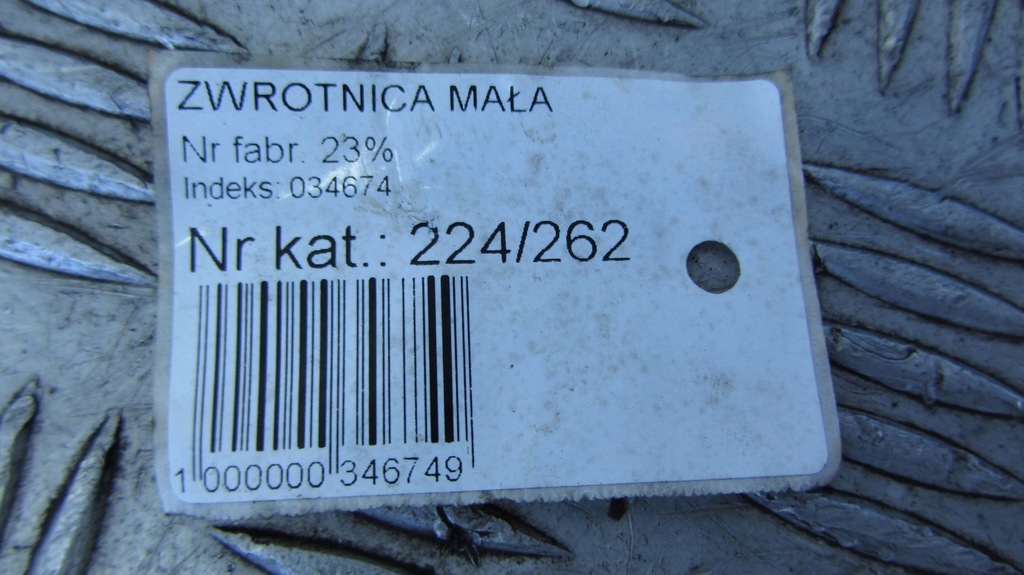 ZWROTNICA MAŁA
Nr fabr. 23%
Indeks: 034674
Nr kat.: 224/262
1 000000 346749